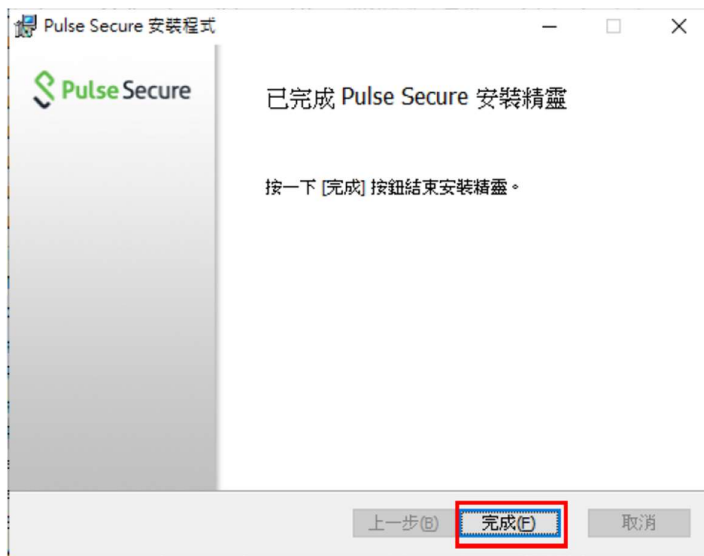 Pulse Secure 安裝程式
Pulse Secure
已完成 Pulse Secure 安裝精靈
按一下 [完成] 按鈕結束安裝精靈。
上一步(B) 完成(F) 取消